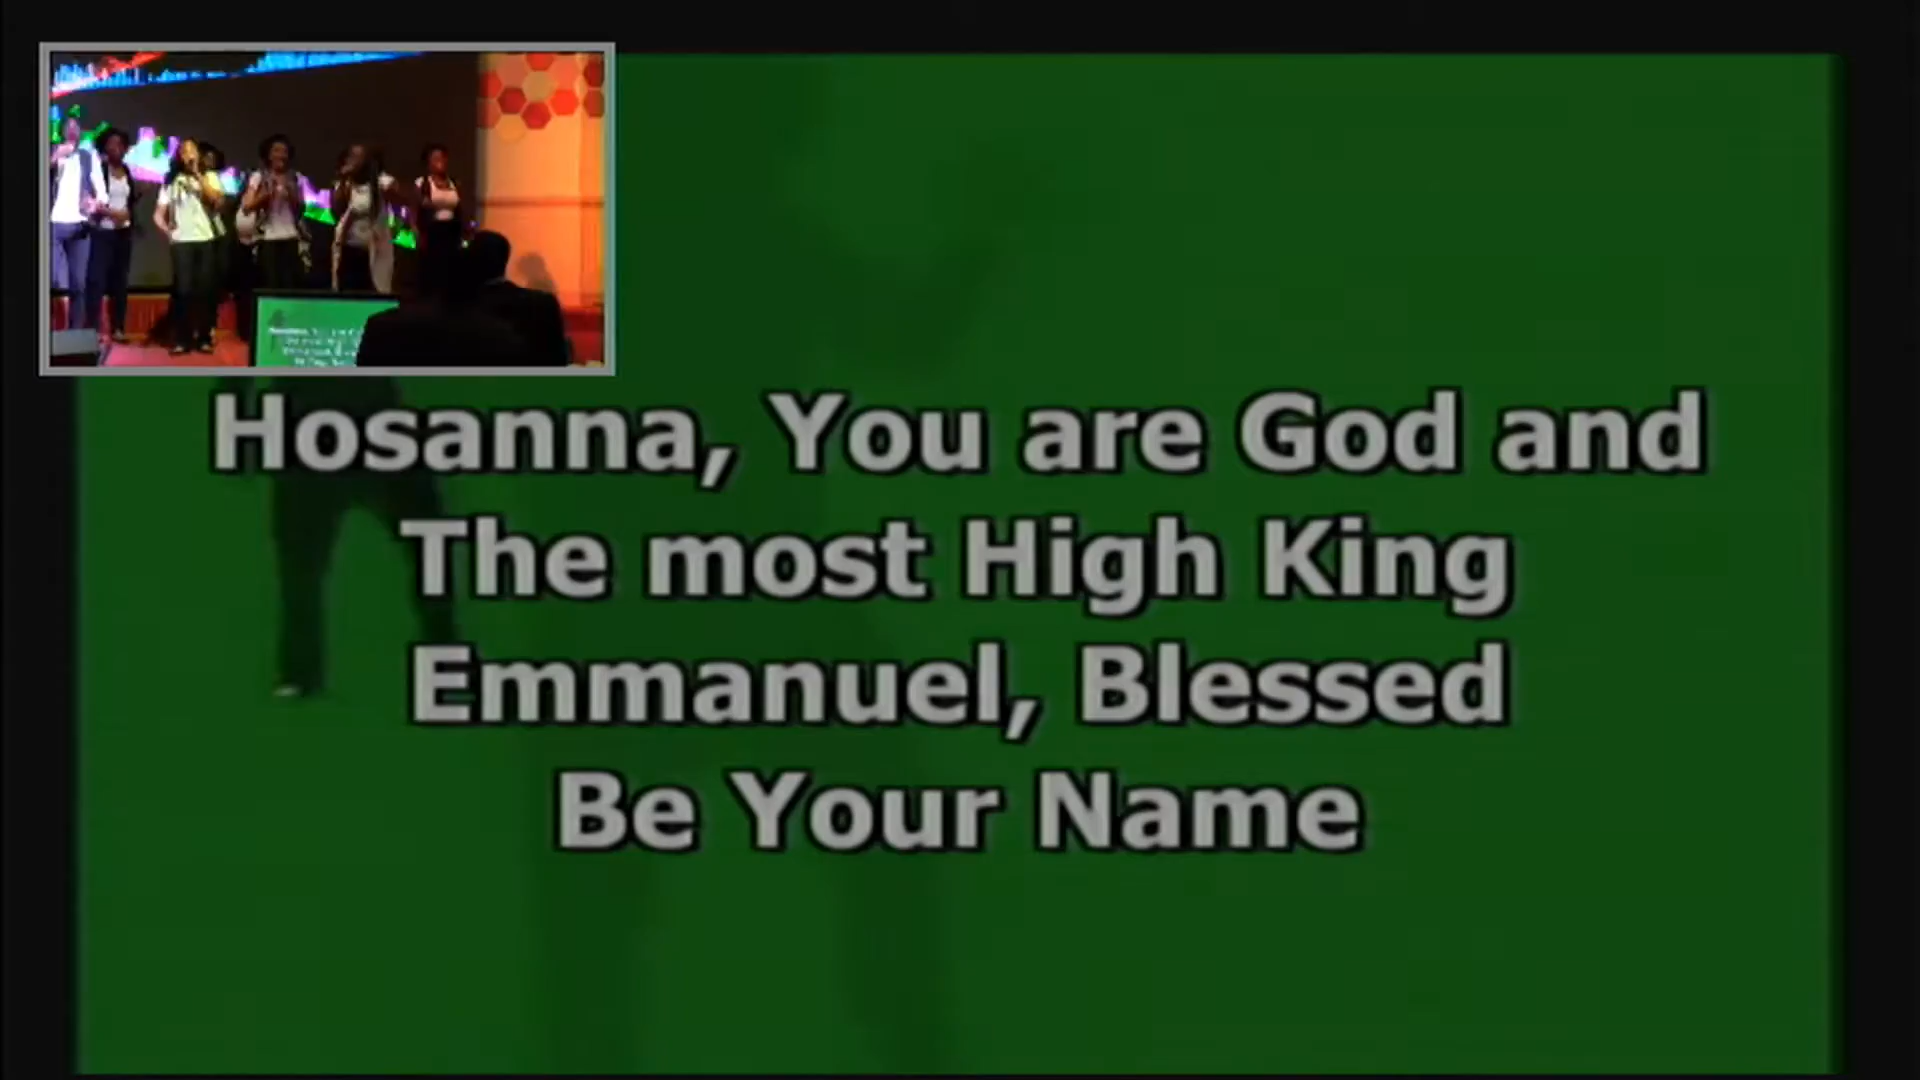 Hosanna, You are God and
The most High King
Emmanuel, Blessed
Be Your Name